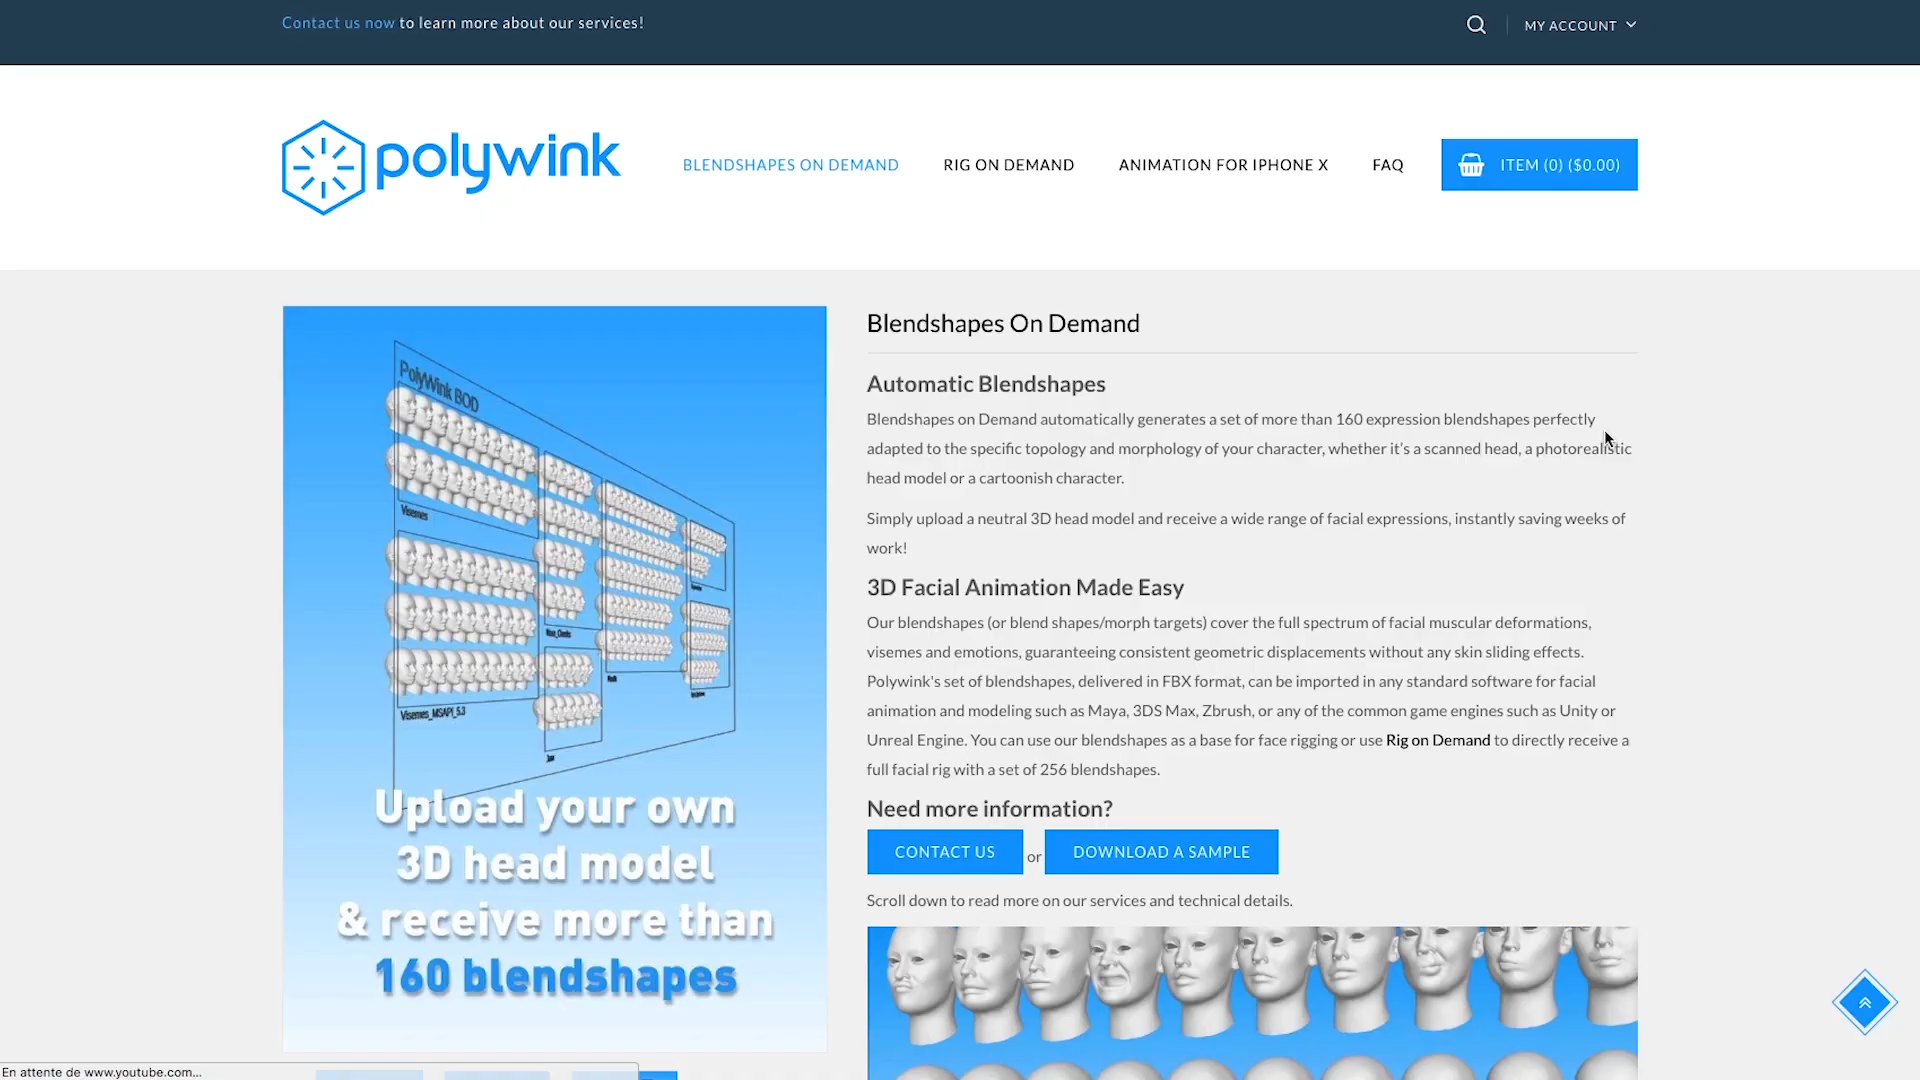 Contact us now to learn more about our services!
MY ACCOUNT
polywink
BLENDSHAPES ON DEMAND
RIG ON DEMAND
ANIMATION FOR IPHONE X
FAQ
ITEM (0) ($0.00)
PolyWink BOD
Visemes
Visemes_MSAPI_5.3
Nose_Cheeks
Jaw
Mouth
Upload your own
3D head model
& receive more than
160 blendshapes
Blendshapes On Demand
Automatic Blendshapes
Blendshapes on Demand automatically generates a set of more than 160 expression blendshapes perfectly
adapted to the specific topology and morphology of your character, whether it's a scanned head, a photorealistic
head model or a cartoonish character.
Simply upload a neutral 3D head model and receive a wide range of facial expressions, instantly saving weeks of
work!
3D Facial Animation Made Easy
Our blendshapes (or blend shapes/morph targets) cover the full spectrum of facial muscular deformations,
visemes and emotions, guaranteeing consistent geometric displacements without any skin sliding effects.
Polywink's set of blendshapes, delivered in FBX format, can be imported in any standard software for facial
animation and modeling such as Maya, 3DS Max, Zbrush, or any of the common game engines such as Unity or
Unreal Engine. You can use our blendshapes as a base for face rigging or use Rig on Demand to directly receive a
full facial rig with a set of 256 blendshapes.
Need more information?
CONTACT US or DOWNLOAD A SAMPLE
Scroll down to read more on our services and technical details.
En attente de www.youtube.com...